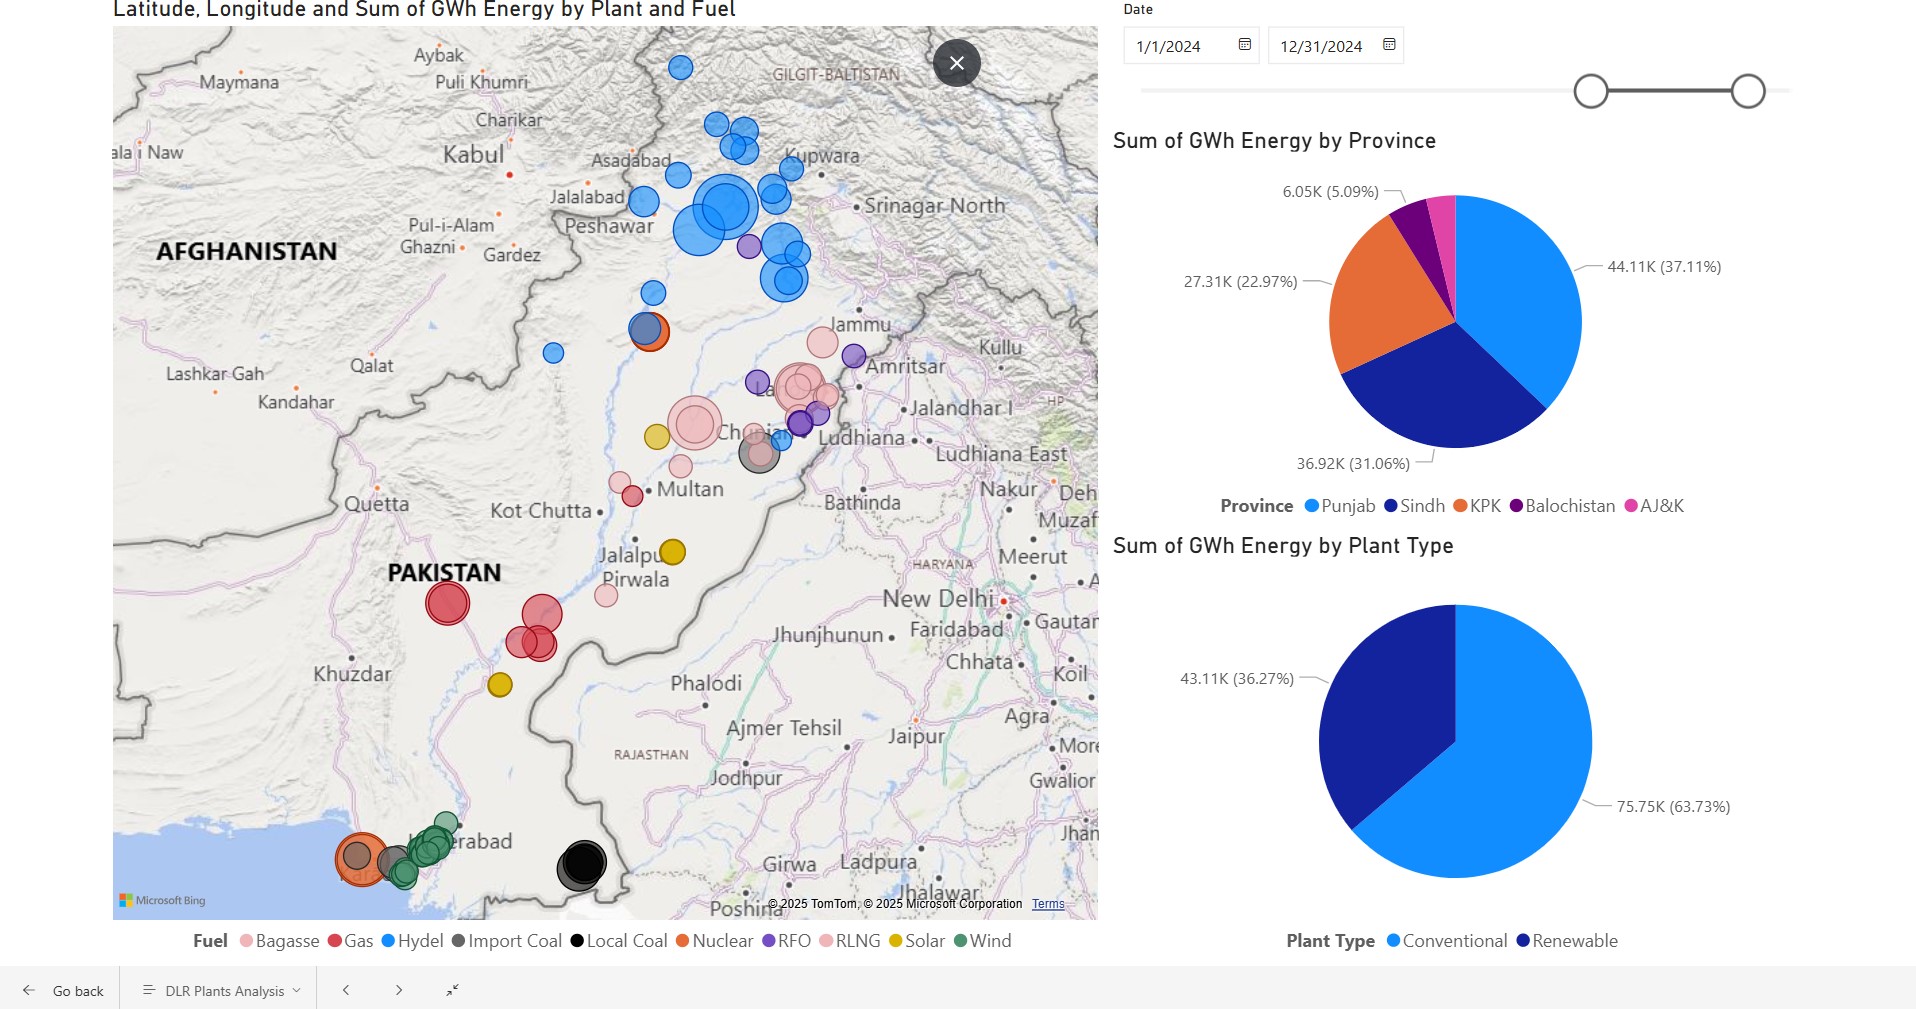 Latitude, Longitude and Sum of GWh Energy by Plant and Fuel
Aybak
Maymana
Puli Khumri
GILGIT-BALTISTAN
Charikar
ala i Naw
Kabul
Asadabad
Kupwara
Jalalabad
Srinagar North
Pul-i-Alam
Peshawar
AFGHANISTAN
Ghazni
Gardez
Jammu
Kullu
Qalat
Amritsar
Lashkar Gah
Kandahar
La
HP
Jalandhar I
Chunian
Ludhiana
Ludhiana East
Multan
Nakur
Deh
Quetta
Kot Chutta
Bathinda
Muzaf
Jalalpu
Pirwala
Meerut
HARYANA
PAKISTAN
A
New Delhi
Jhunjhunun
Faridabad
Gautan
Chhata
Khuzdar
Koil
Phalodi
Agra
Ajmer Tehsil
Jaipur
RAJASTHAN
More
Jodhpur
Gwalior
erabad
Jhan
Girwa
Ladpura
Jhalawar
Poshina
Microsoft Bing
© 2025 TomTom, © 2025 Microsoft Corporation Terms
Fuel Bagasse Gas Hydel Import Coal Local Coal Nuclear RFO RLNG Solar Wind
Date
1/1/2024 12/31/2024
Sum of GWh Energy by Province
6.05K (5.09%)
44.11K (37.11%)
27.31K (22.97%)
36.92K (31.06%)
Province Punjab Sindh KPK Balochistan AJ&K
Sum of GWh Energy by Plant Type
43.11K (36.27%)
75.75K (63.73%)
Plant Type Conventional Renewable
Go back DLR Plants Analysis